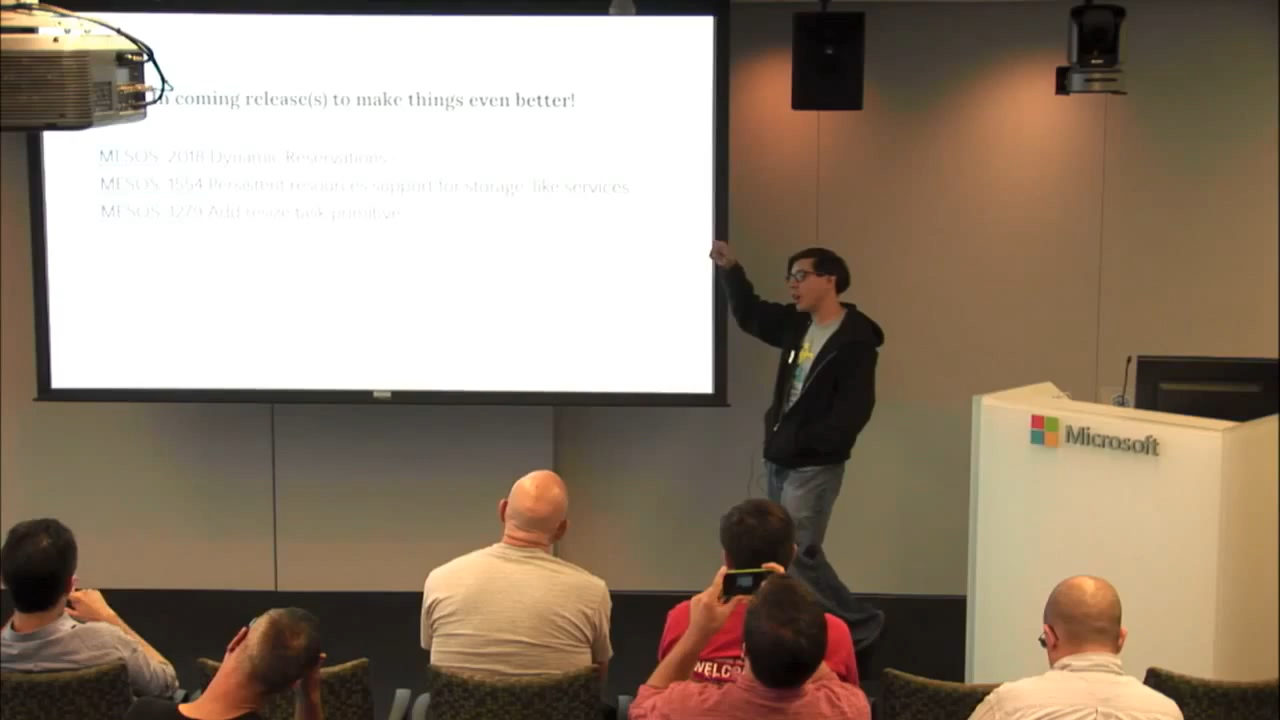 coming release(s) to make things even better!
MESOS-2018 Dynamic Reservations
MESOS-1554 Persistent resources support for storage-like services
MESOS-1279 Add resize task primitive
Microsoft